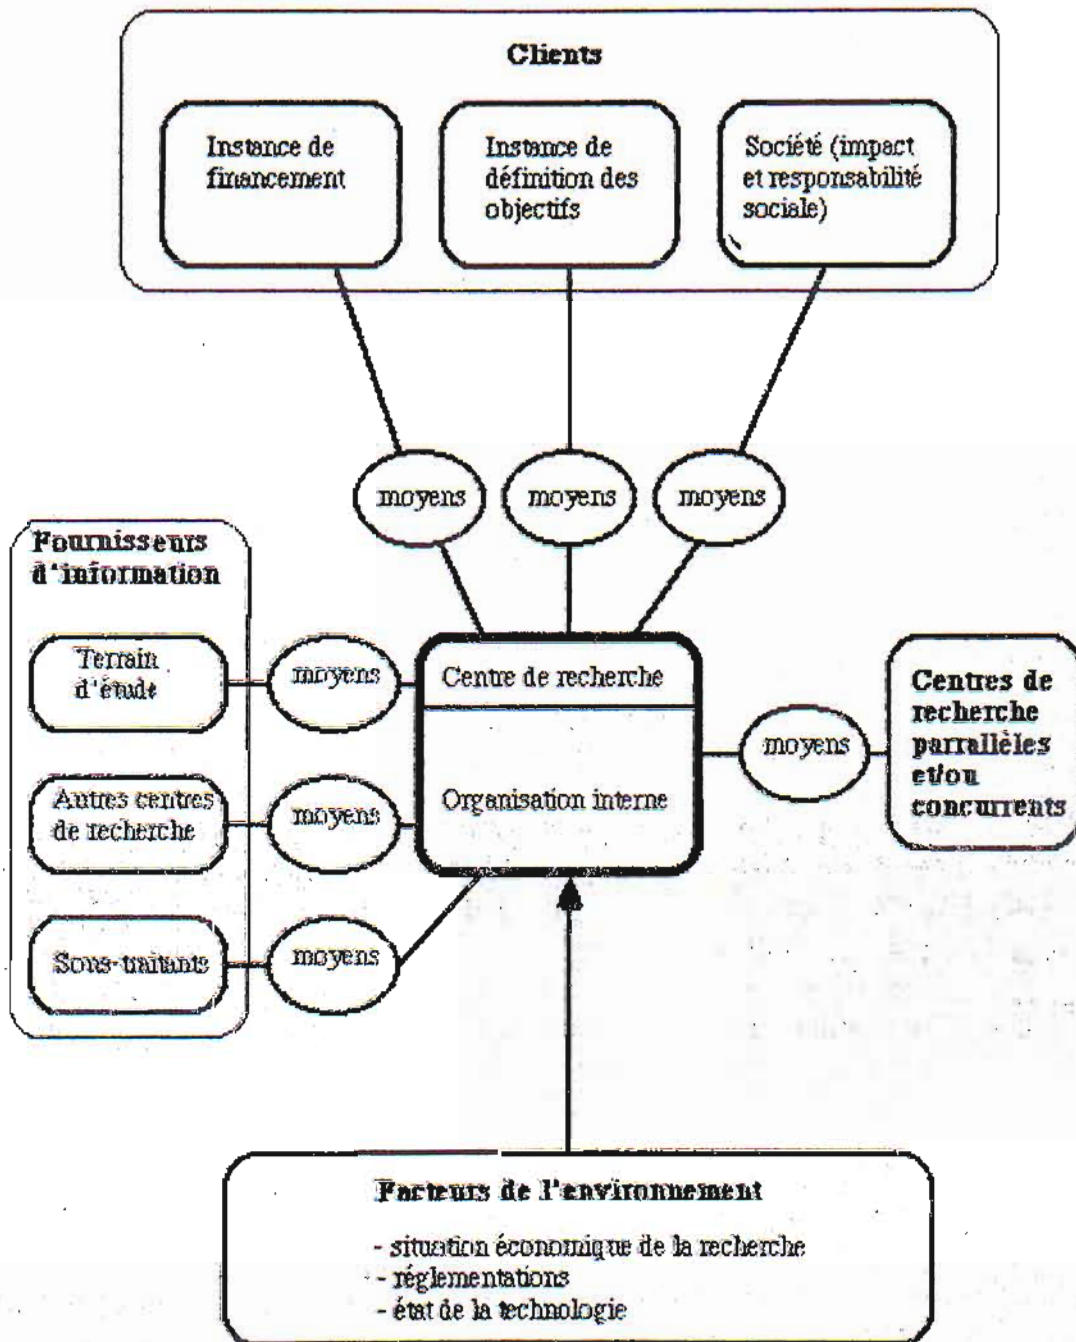 Clients
Instance de
financement
Instance de
définition des
objectifs
Société (impact
et responsabilité
sociale)
moyens
moyens
moyens
Fournisseurs
d'information
Terrain
d'étude
moyens
Autres centres
de recherche
moyens
Sous-traitants
moyens
Centre de recherche
Organisation interne
moyens
Centres de
recherche
parrallèles
et/ou
concurrents
Facteurs de l'environnement
- situation économique de la recherche
- réglementations
- état de la technologie